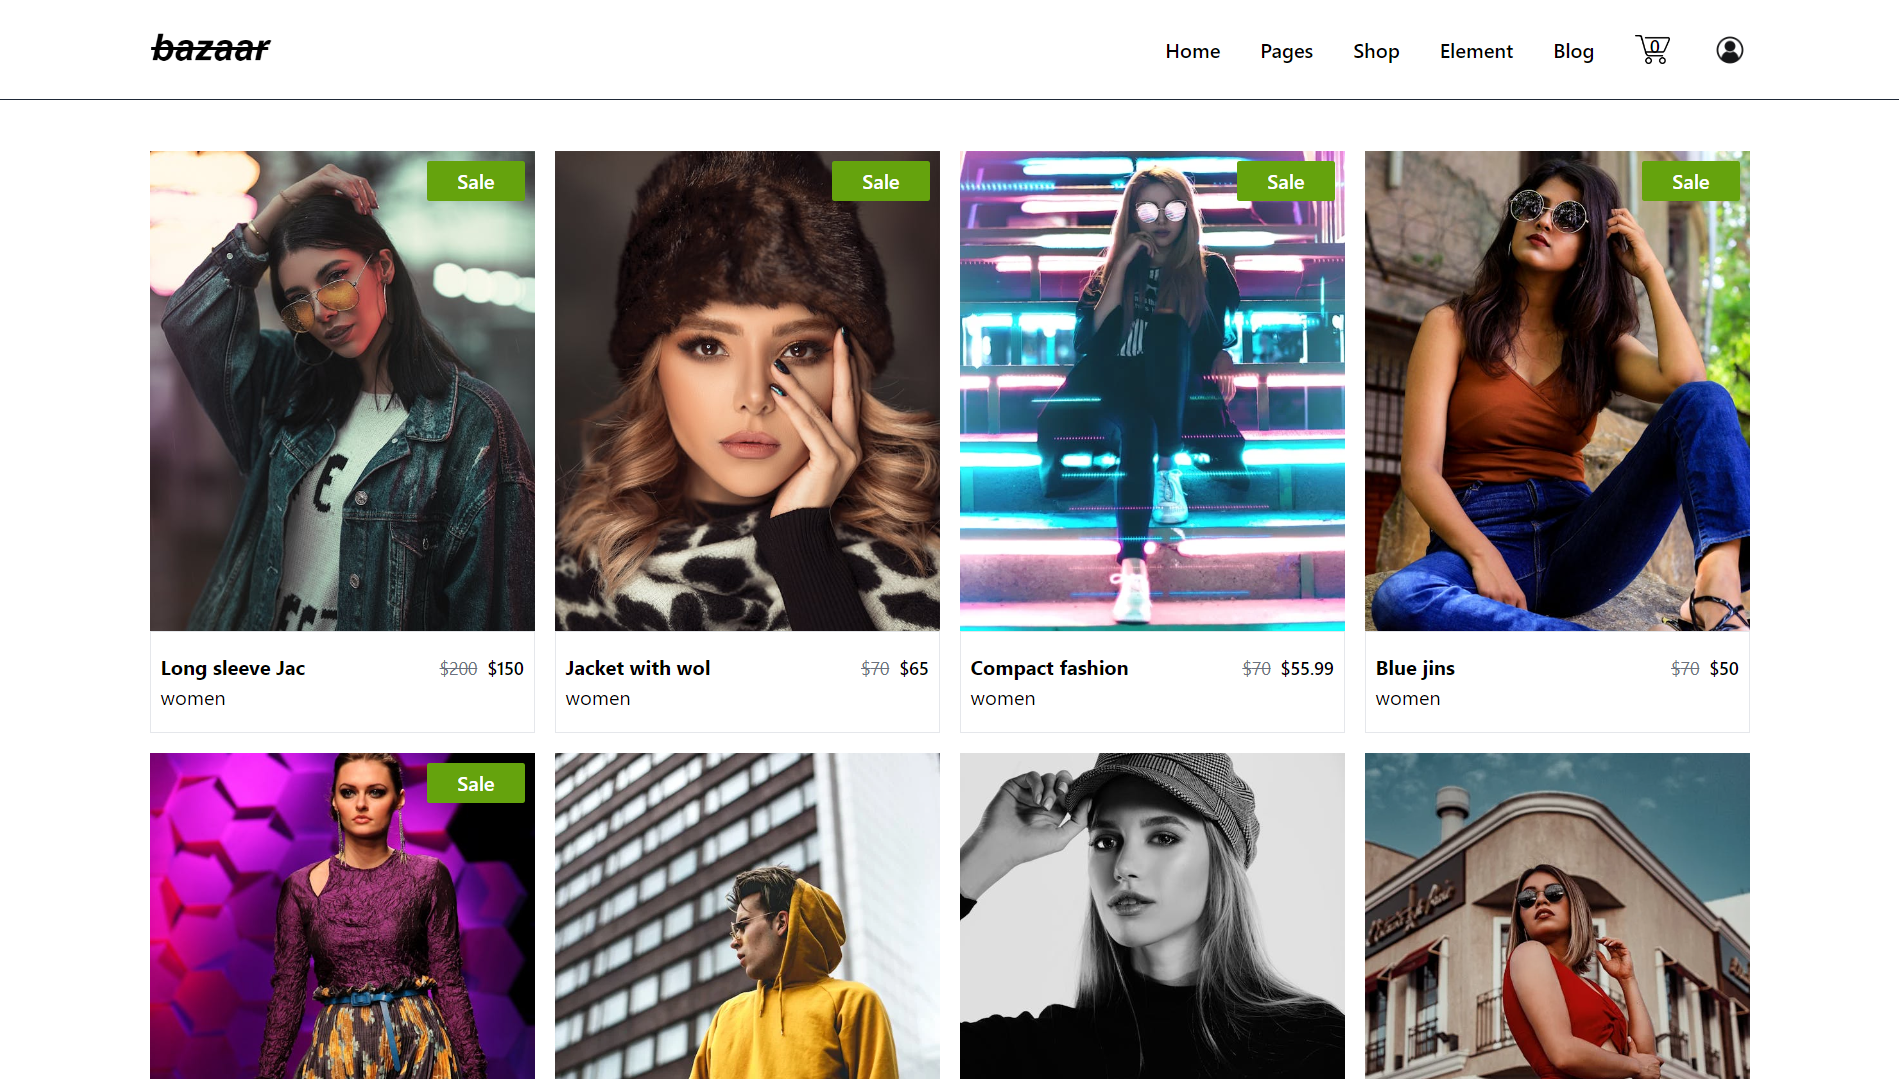 bazaar
Home Pages Shop Element Blog 0
Sale
Sale
Sale
Sale
Long sleeve Jac $200 $150
women
Jacket with wol $70 $65
women
Compact fashion $70 $55.99
women
Blue jins $70 $50
women
Sale